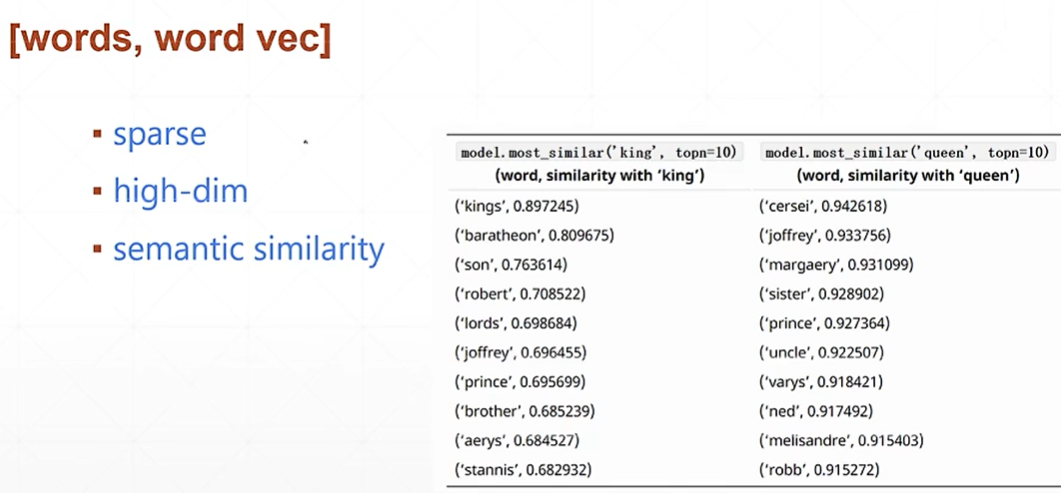 [words, word vec]
▪ sparse
▪ high-dim
▪ semantic similarity
model.most_similar('king', topn=10) model.most_similar('queen', topn=10)
(word, similarity with ‘king’) (word, similarity with ‘queen’)
(‘kings’, 0.897245) (‘cersei’, 0.942618)
(‘baratheon’, 0.809675) (‘joffrey’, 0.933756)
(‘son’, 0.763614) (‘margaery’, 0.931099)
(‘robert’, 0.708522) (‘sister’, 0.928902)
(‘lords’, 0.698684) (‘prince’, 0.927364)
(‘joffrey’, 0.696455) (‘uncle’, 0.922507)
(‘prince’, 0.695699) (‘varys’, 0.918421)
(‘brother’, 0.685239) (‘ned’, 0.917492)
(‘aerys’, 0.684527) (‘melisandre’, 0.915403)
(‘stannis’, 0.682932) (‘robb’, 0.915272)